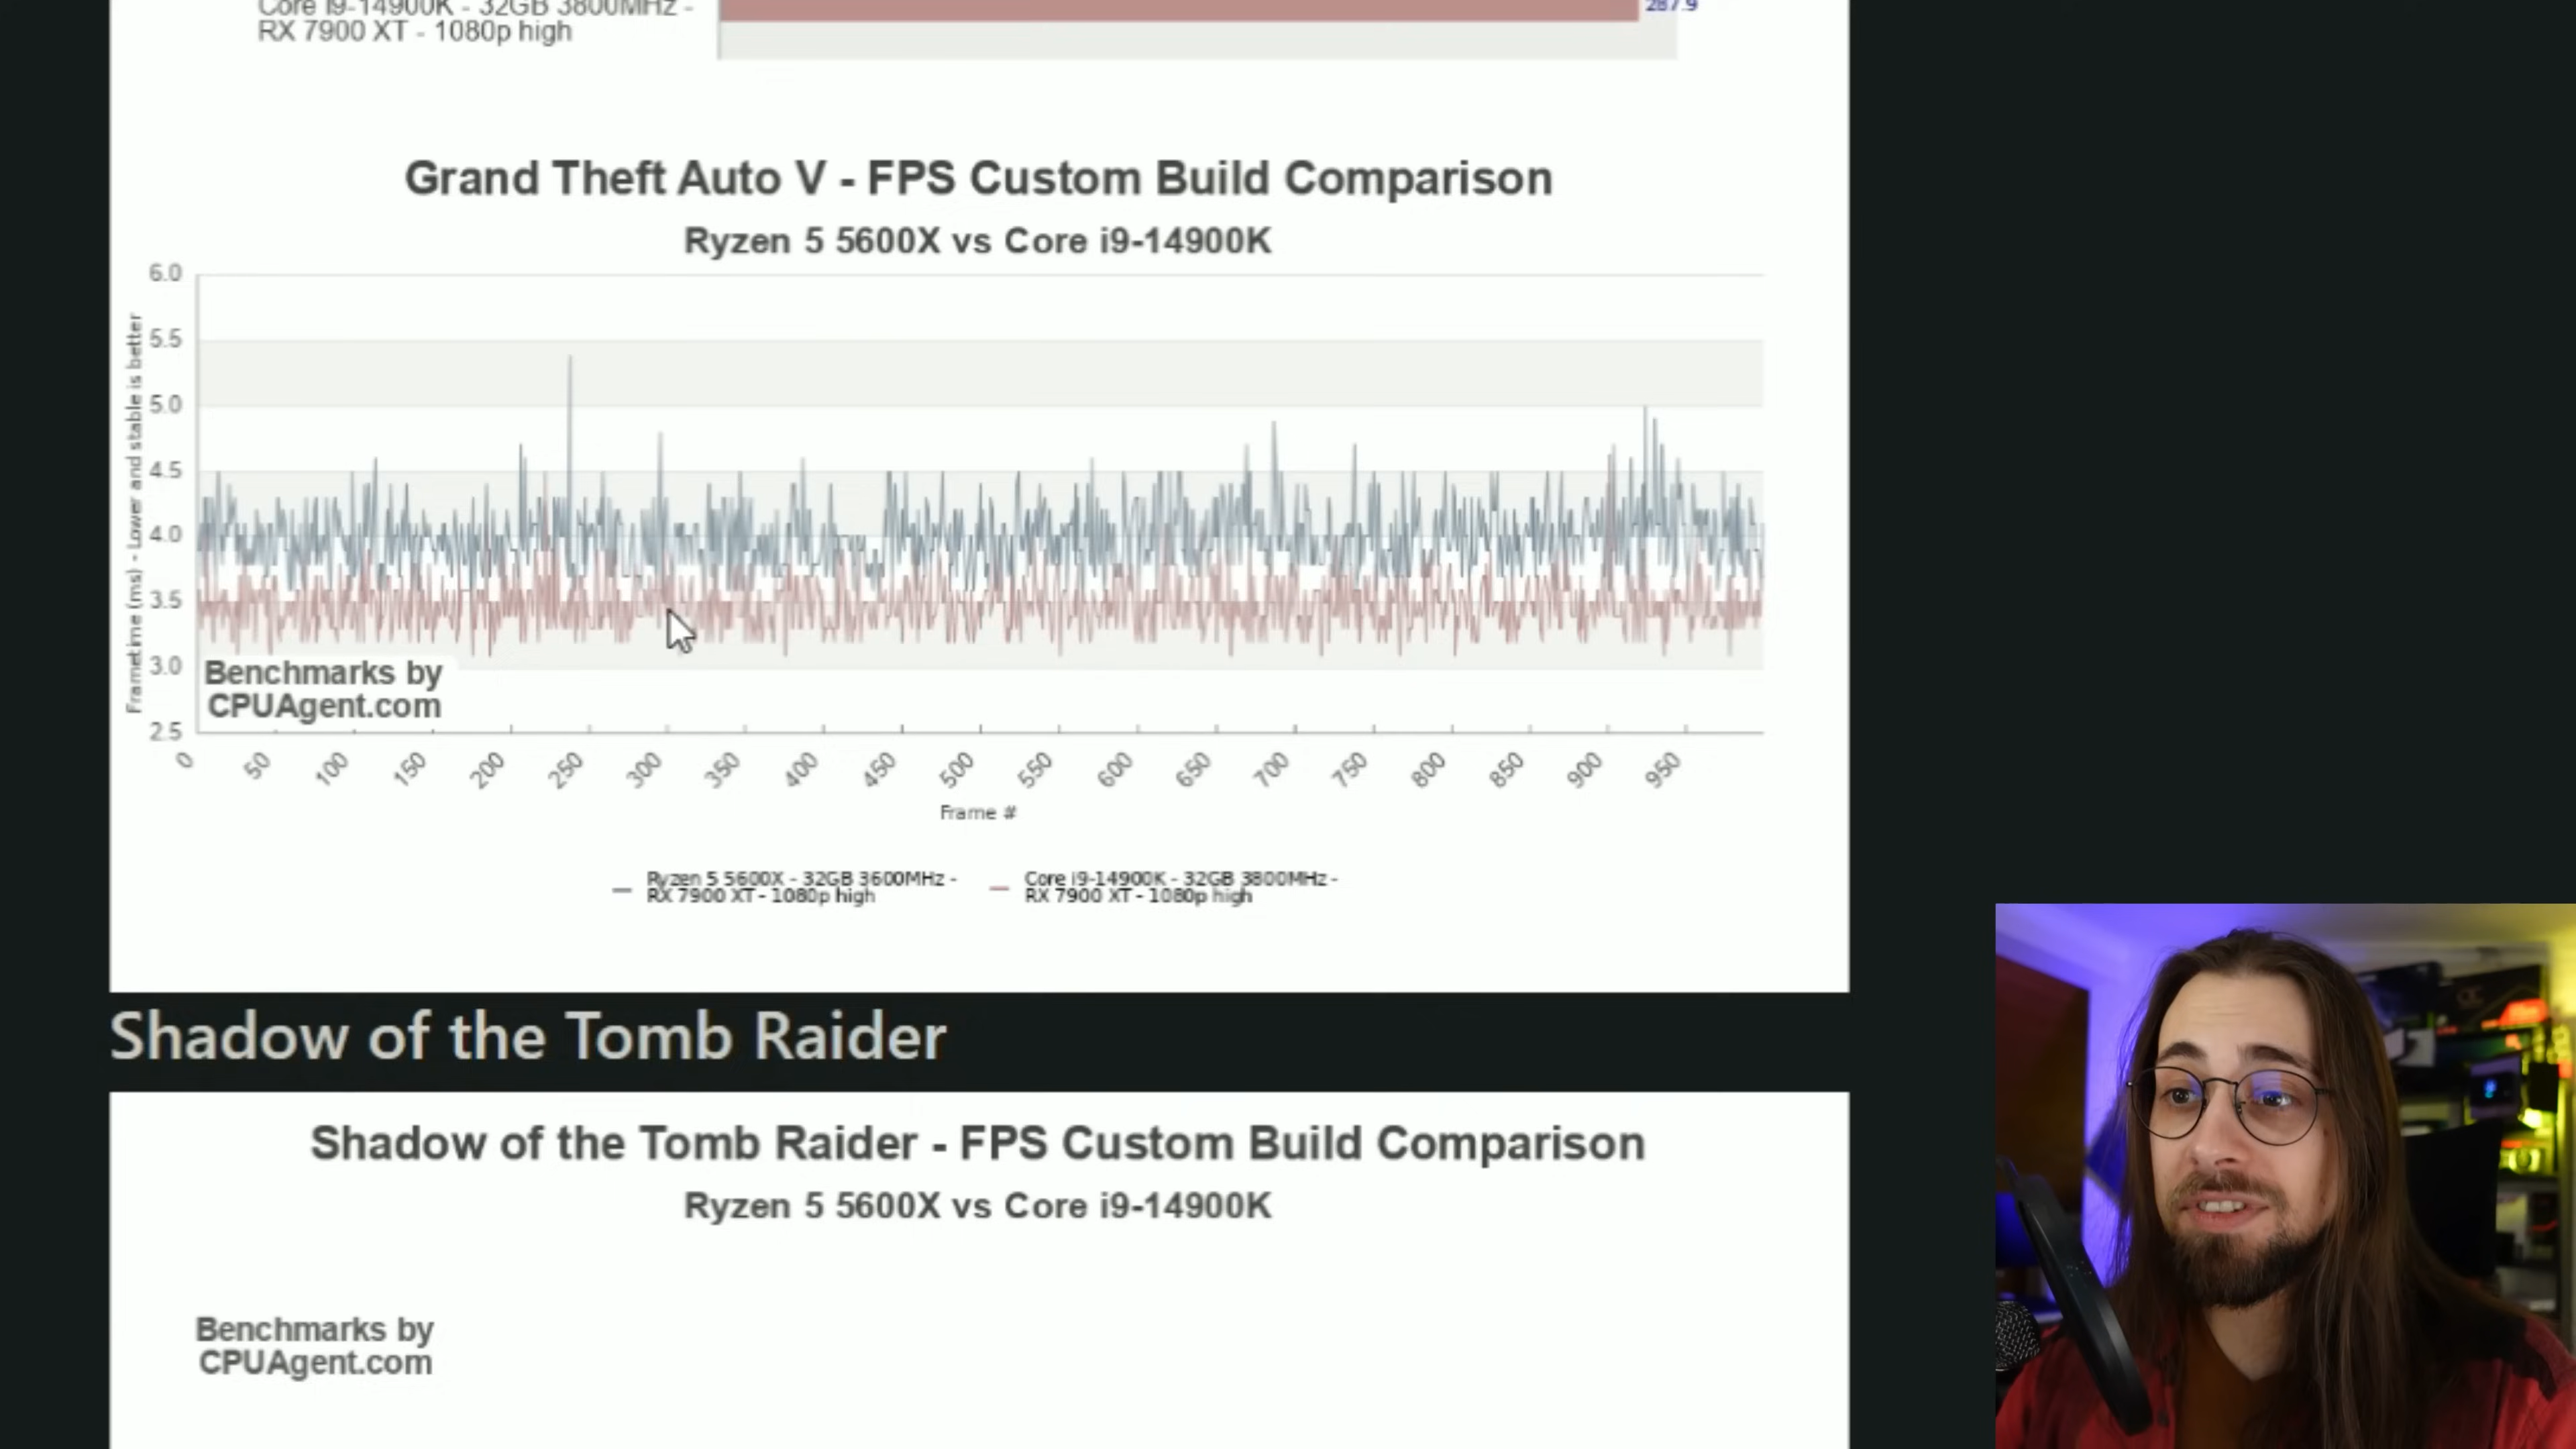 Core i9-14900K - 32GB 3800MHz -
RX 7900 XT - 1080p high
287.9
Grand Theft Auto V - FPS Custom Build Comparison
Ryzen 5 5600X vs Core i9-14900K
Frametime (ms) - Lower and stable is better
6.0
5.5
5.0
4.5
4.0
3.5
3.0
2.5
Benchmarks by
CPUAgent.com
0 50 100 150 200 250 300 350 400 450 500 550 600 650 700 750 800 850 900 950
Frame #
Ryzen 5 5600X - 32GB 3600MHz -
RX 7900 XT - 1080p high
Core i9-14900K - 32GB 3800MHz -
RX 7900 XT - 1080p high
Shadow of the Tomb Raider
Shadow of the Tomb Raider - FPS Custom Build Comparison
Ryzen 5 5600X vs Core i9-14900K
Benchmarks by
CPUAgent.com